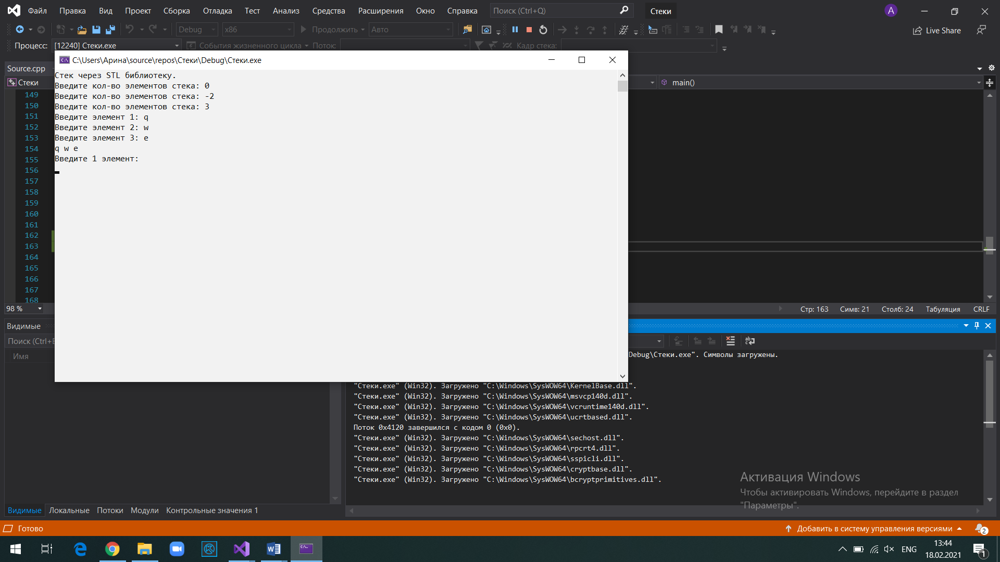 Файл Правка Вид Проект Сборка Отладка Тест Анализ Средства Расширения Окно Справка Поиск (Ctrl+Q) Стеки A
Debug x86 Продолжить Авто Live Share
Процесс: [12240] Стеки.exe События жизненного цикла Поток: Кадр стека:
C:\Users\Арина\source\repos\Стеки\Debug\Стеки.exe
Source.cpp
Стеки main()
Стек через STL библиотеку.
Введите кол-во элементов стека: 0
Введите кол-во элементов стека: -2
Введите кол-во элементов стека: 3
Введите элемент 1: q
Введите элемент 2: w
Введите элемент 3: e
q w e
Введите 1 элемент:
149
150
151
152
153
154
155
156
157
158
159
160
161
162
163
164
165
166
167
168
98 % Стр: 163 Симв: 21 Столб: 24 Табуляция CRLF
Видимые
Поиск (Ctrl+E
Имя
Debug\Стеки.exe". Символы загружены.
"Стеки.exe" (Win32). Загружено "C:\Windows\SysWOW64\KernelBase.dll".
"Стеки.exe" (Win32). Загружено "C:\Windows\SysWOW64\msvcp140d.dll".
"Стеки.exe" (Win32). Загружено "C:\Windows\SysWOW64\vcruntime140d.dll".
"Стеки.exe" (Win32). Загружено "C:\Windows\SysWOW64\ucrtbased.dll".
Поток 0x4120 завершился с кодом 0 (0x0).
"Стеки.exe" (Win32). Загружено "C:\Windows\SysWOW64\sechost.dll".
"Стеки.exe" (Win32). Загружено "C:\Windows\SysWOW64\rpcrt4.dll".
"Стеки.exe" (Win32). Загружено "C:\Windows\SysWOW64\sspicli.dll".
"Стеки.exe" (Win32). Загружено "C:\Windows\SysWOW64\cryptbase.dll".
"Стеки.exe" (Win32). Загружено "C:\Windows\SysWOW64\bcryptprimitives.dll".
Активация Windows
Чтобы активировать Windows, перейдите в раздел
"Параметры".
Видимые Локальные Потоки Модули Контрольные значения 1
Готово Добавить в систему управления версиями 2
ENG 13:44
18.02.2021 1